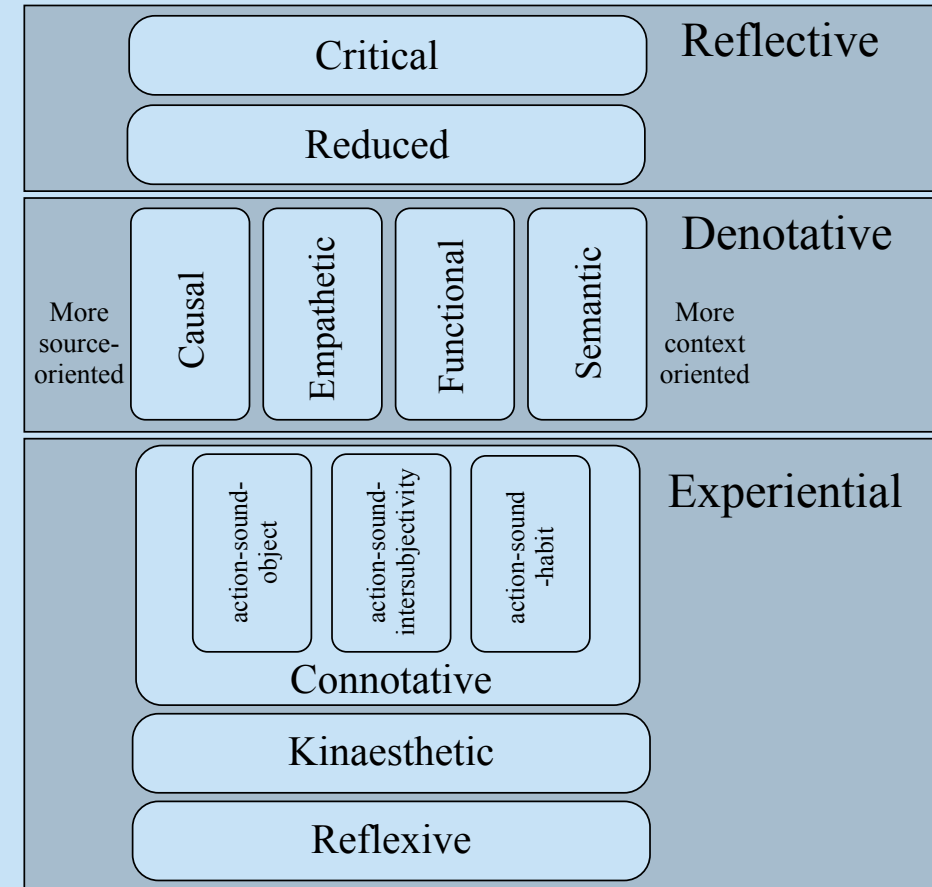 Critical
Reflective
Reduced
Denotative
More
source-
oriented
Causal
Empathetic
Functional
Semantic
More
context
oriented
Experiential
action-sound-
object
action-sound-
intersubjectivity
action-sound
-habit
Connotative
Kinaesthetic
Reflexive